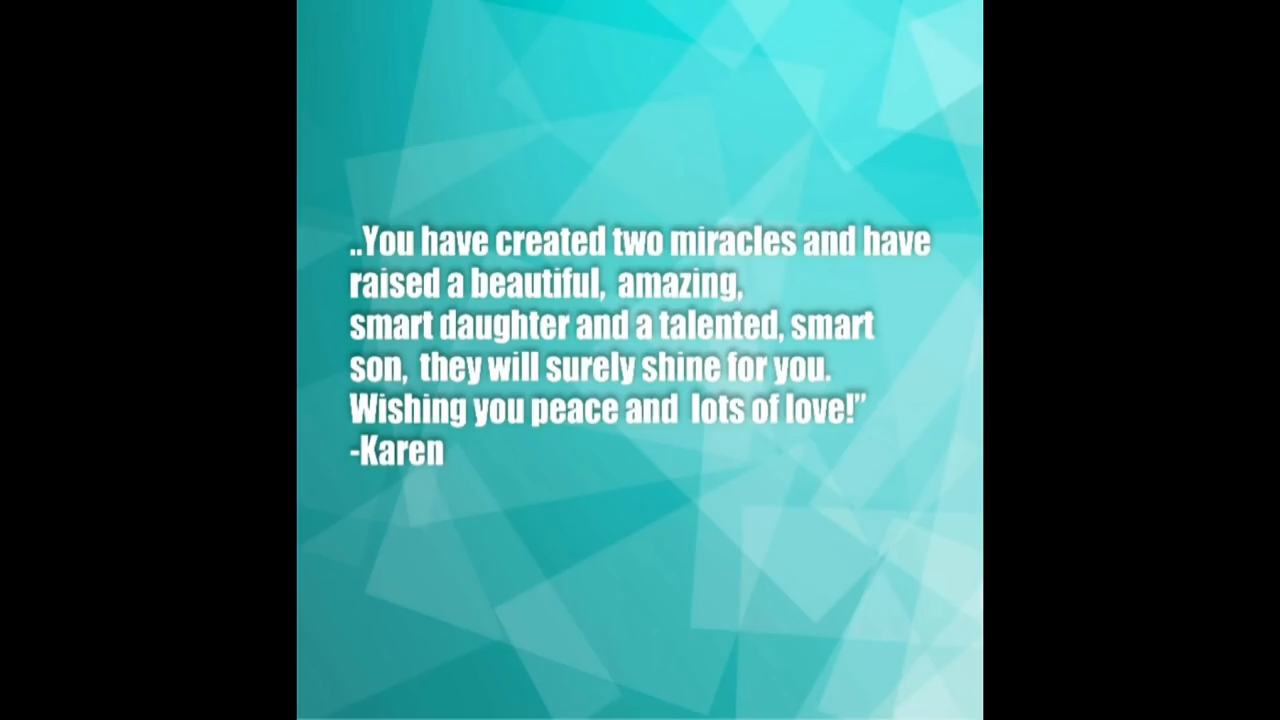 ..You have created two miracles and have
raised a beautiful,  amazing,
smart daughter and a talented, smart
son,  they will surely shine for you.
Wishing you peace and  lots of love!”
-Karen